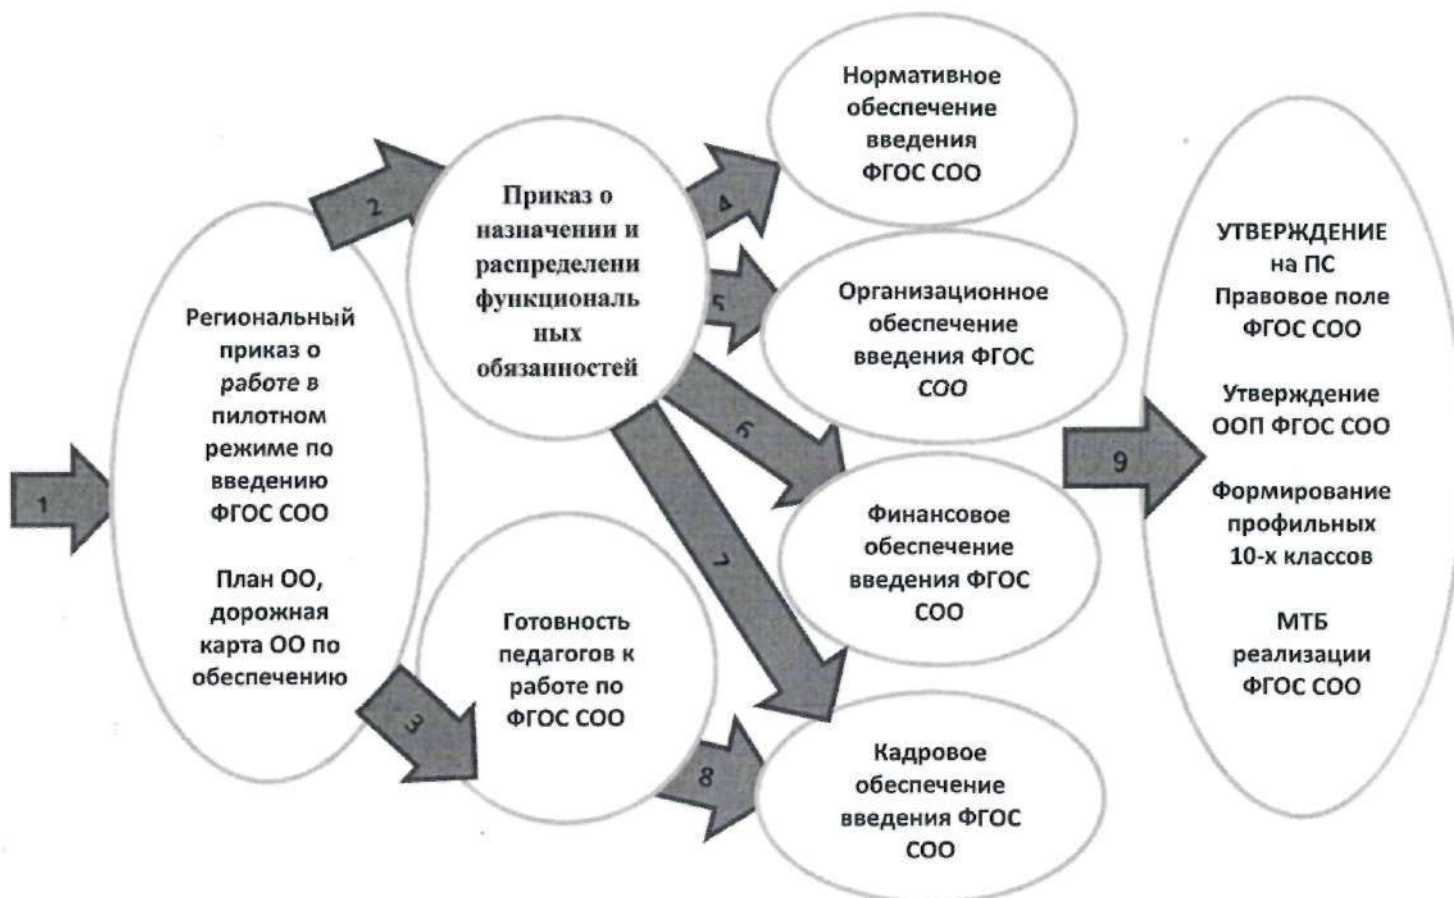 1
Региональный
приказ о
работе в
пилотном
режиме по
введению
ФГОС СОО
План ОО,
дорожная
карта ОО по
обеспечению
2
3
Приказ о
назначении и
распределени
функциональ
ных
обязанностей
Готовность
педагогов к
работе по
ФГОС СОО
4
5
6
7
8
Нормативное
обеспечение
введения
ФГОС СОО
Организационное
обеспечение
введения ФГОС
СОО
Финансовое
обеспечение
введения ФГОС
СОО
Кадровое
обеспечение
введения ФГОС
СОО
9
УТВЕРЖДЕНИЕ
на ПС
Правовое поле
ФГОС СОО
Утверждение
ООП ФГОС СОО
Формирование
профильных
10-х классов
МТБ
реализации
ФГОС СОО